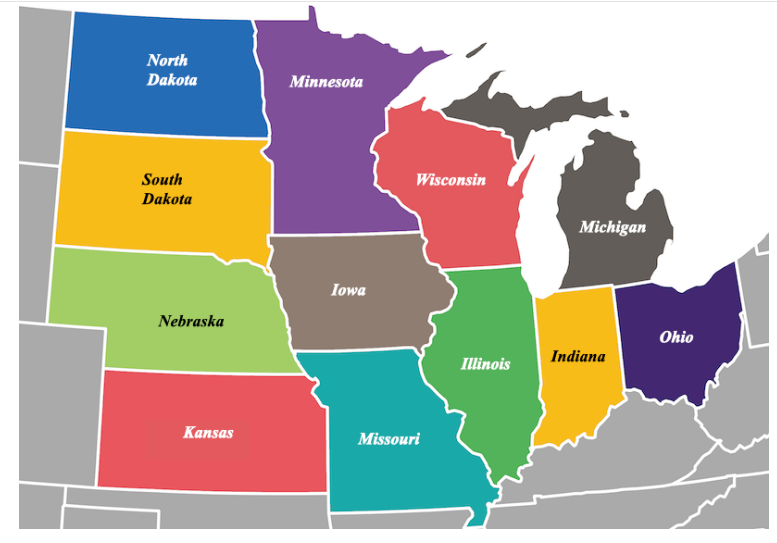 North
Dakota
Minnesota
South
Dakota
Wisconsin
Michigan
Iowa
Nebraska
Ohio
Indiana
Illinois
Kansas
Missouri